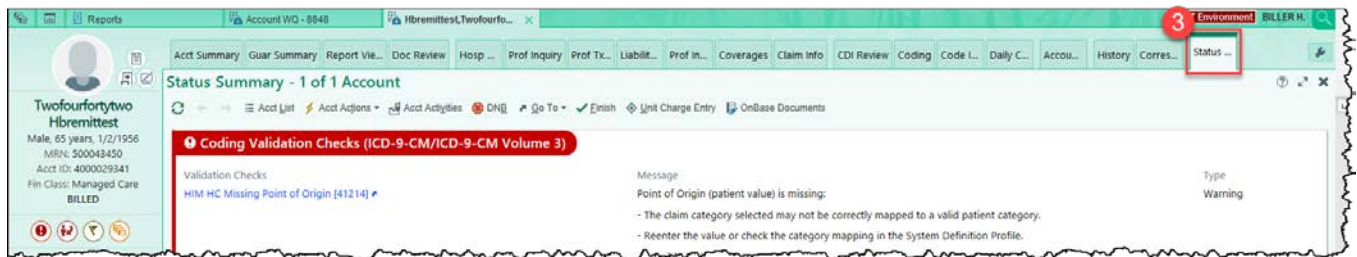 Reports
Account WQ - 8848
Hbremittest,Twofourfo...
3
Environment
BILLER H.
Acct Summary Guar Summary Report Vie... Doc Review Hosp ... Prof Inquiry Prof Tx... Liabilit... Prof In... Coverages Claim Info CDI Review Coding Code I... Daily C... Accou... History Corres... Status ...
Status Summary - 1 of 1 Account
Acct List Acct Actions Acct Activities DNB Go To Finish Unit Charge Entry OnBase Documents
Twofourfortytwo
Hbremittest
Male, 65 years, 1/2/1956
MRN: 500043450
Acct ID: 4000029341
Fin Class: Managed Care
BILLED
Coding Validation Checks (ICD-9-CM/ICD-9-CM Volume 3)
Validation Checks Message Type
HIM HC Missing Point of Origin [41214] Point of Origin (patient value) is missing: Warning
- The claim category selected may not be correctly mapped to a valid patient category.
- Reenter the value or check the category mapping in the System Definition Profile.